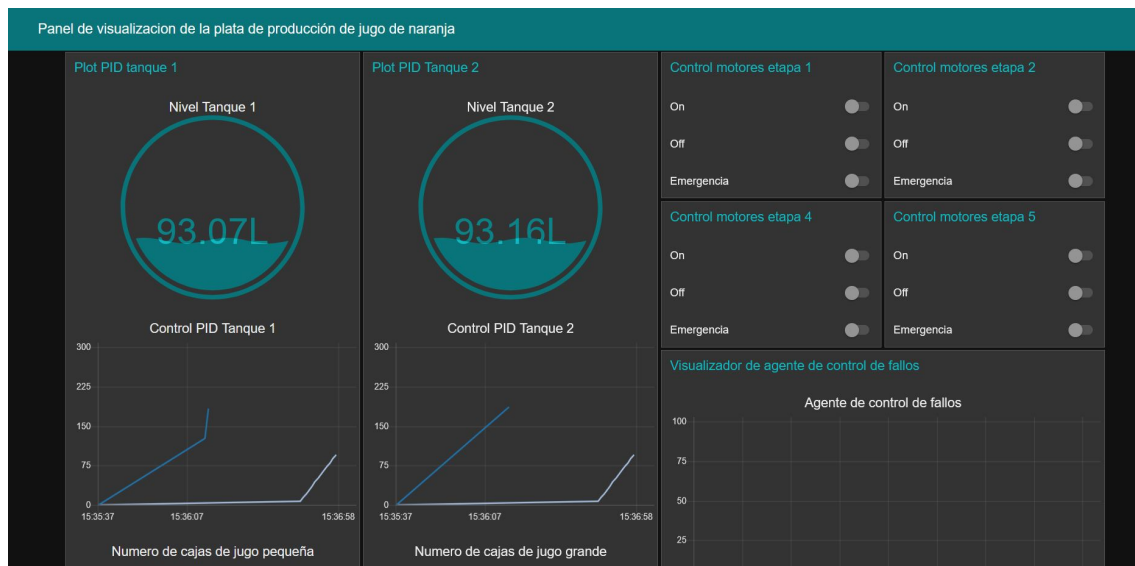 Panel de visualizacion de la plata de producción de jugo de naranja
Plot PID tanque 1
Nivel Tanque 1
93.07L
Control PID Tanque 1
300
225
150
75
0
15:35:37 15:36:07 15:36:58
Numero de cajas de jugo pequeña
Plot PID Tanque 2
Nivel Tanque 2
93.16L
Control PID Tanque 2
300
225
150
75
0
15:35:37 15:36:07 15:36:58
Numero de cajas de jugo grande
Control motores etapa 1
On
Off
Emergencia
Control motores etapa 2
On
Off
Emergencia
Control motores etapa 4
On
Off
Emergencia
Control motores etapa 5
On
Off
Emergencia
Visualizador de agente de control de fallos
Agente de control de fallos
100
75
50
25